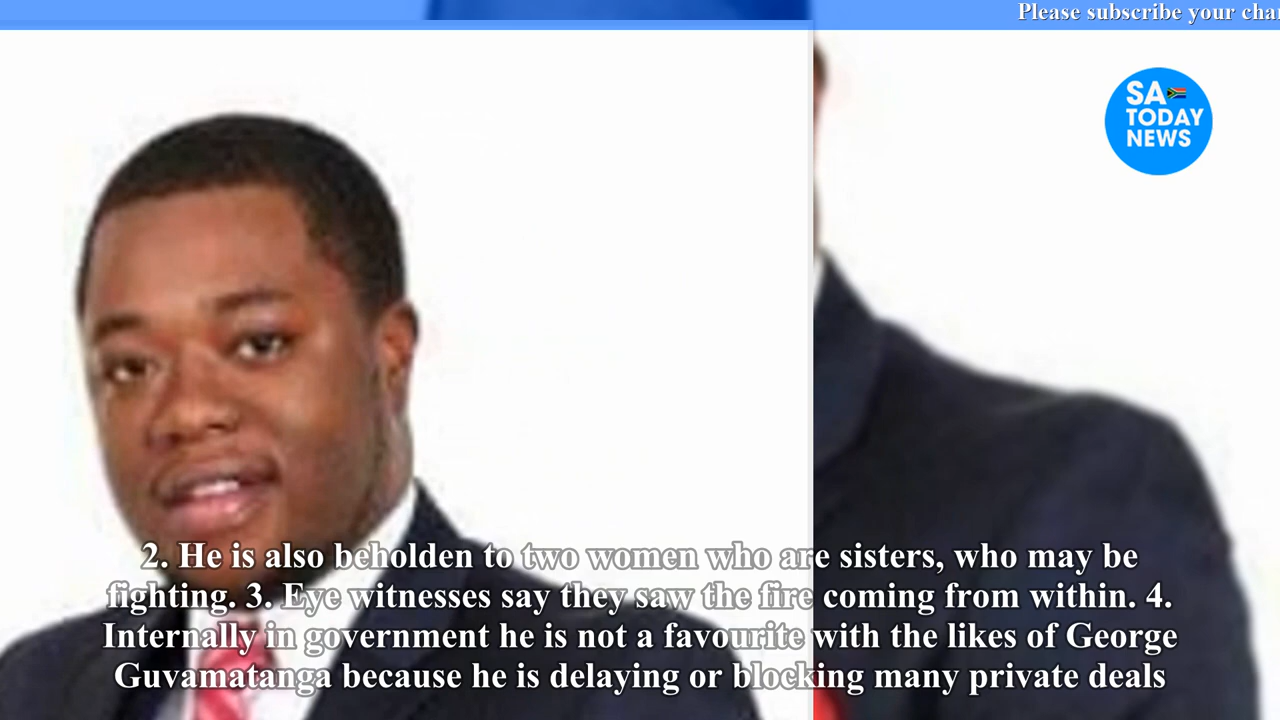 Please subscribe your
SA
TODAY
NEWS
2. He is also beholden to two women who are sisters, who may be
fighting. 3. Eye witnesses say they saw the fire coming from within. 4.
Internally in government he is not a favourite with the likes of George
Guvamatanga because he is delaying or blocking many private deals